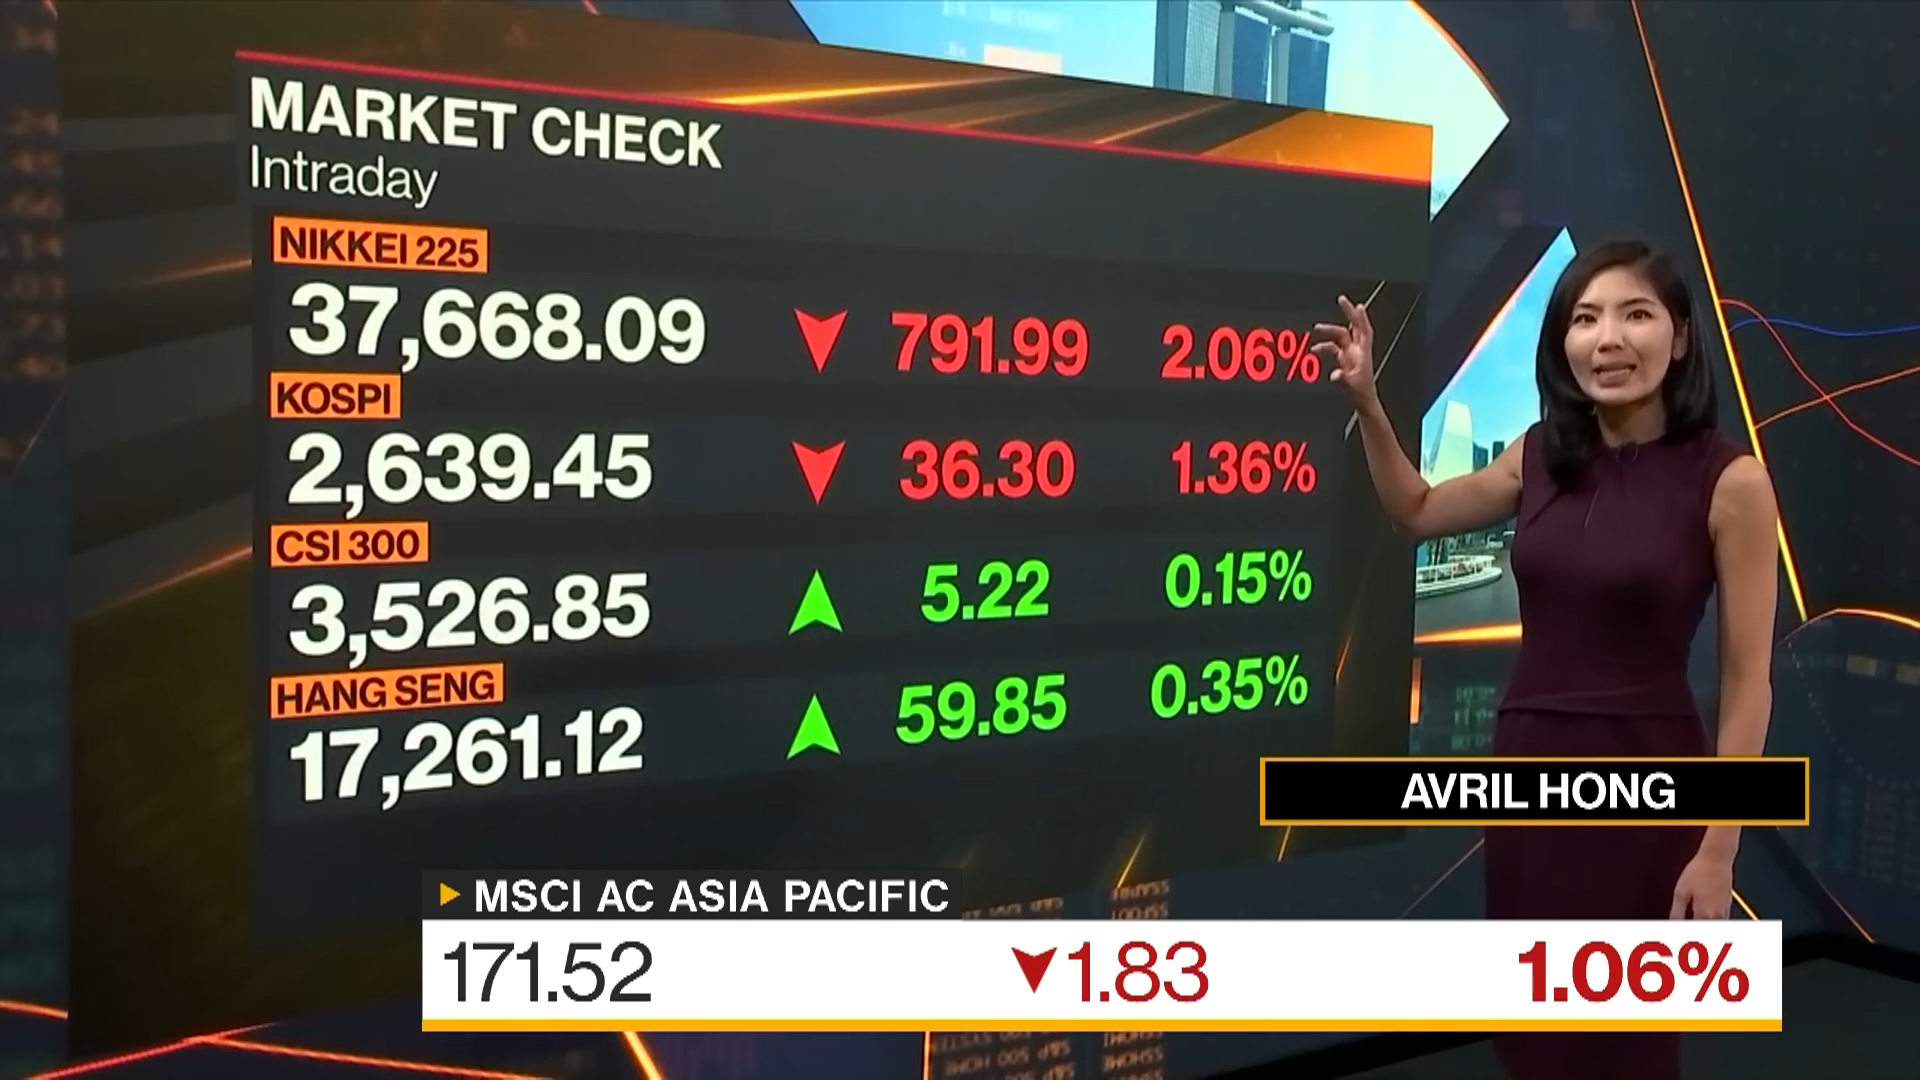 MARKET CHECK
Intraday
NIKKEI 225
37,668.09 791.99 2.06%
KOSPI
2,639.45 36.30 1.36%
CSI 300
3,526.85 5.22 0.15%
HANG SENG
17,261.12 59.85 0.35%
AVRIL HONG
MSCI AC ASIA PACIFIC
171.52 1.83 1.06%